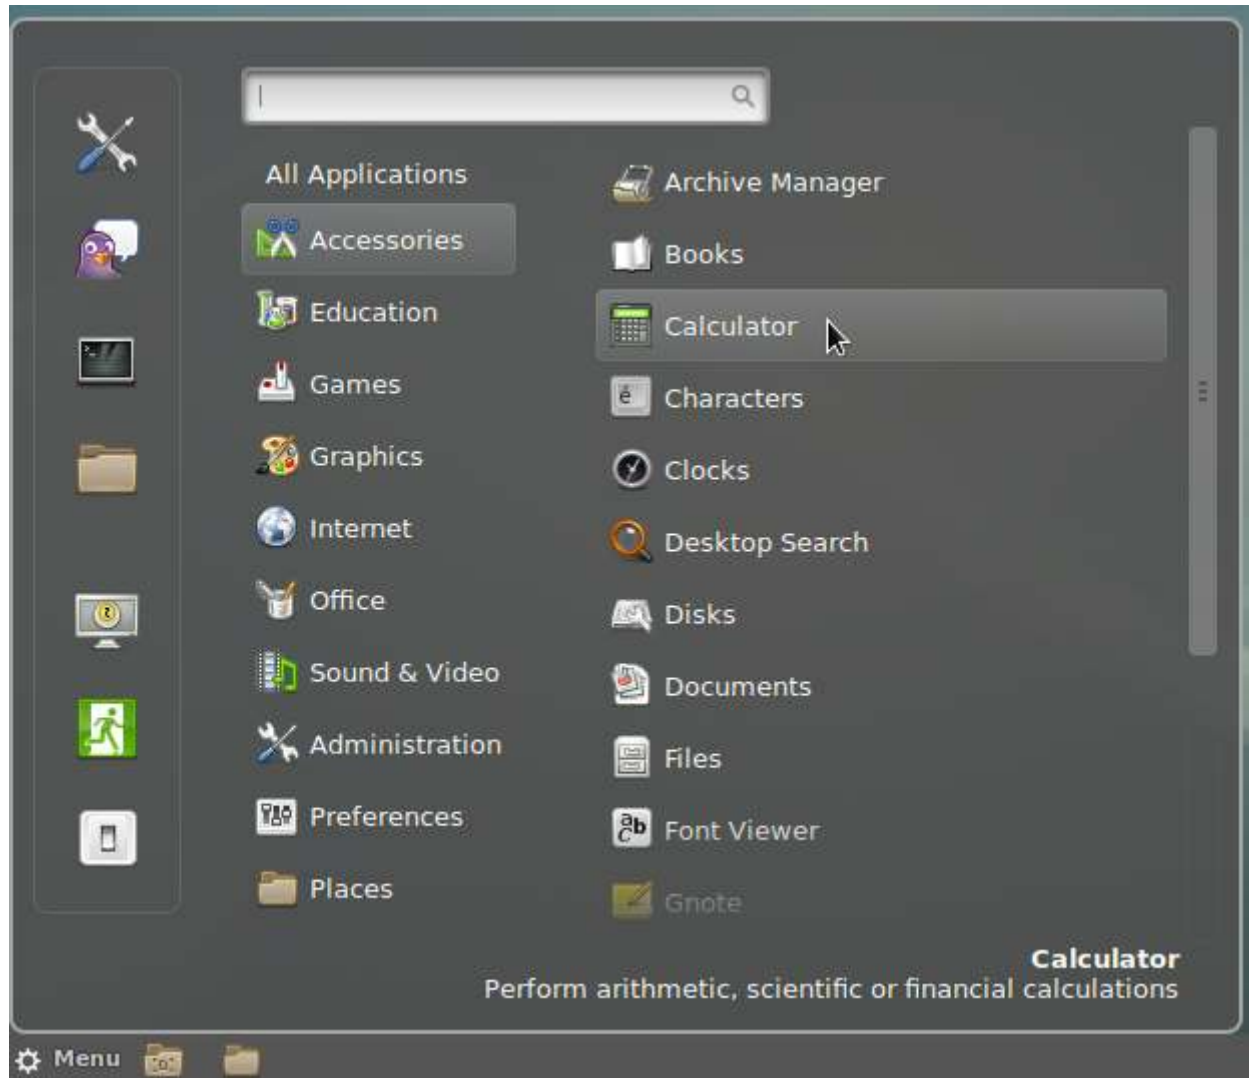 All Applications
Accessories
Education
Games
Graphics
Internet
Office
Sound & Video
Administration
Preferences
Places
Archive Manager
Books
Calculator
Characters
Clocks
Desktop Search
Disks
Documents
Files
Font Viewer
Gnote
Calculator
Perform arithmetic, scientific or financial calculations
Menu